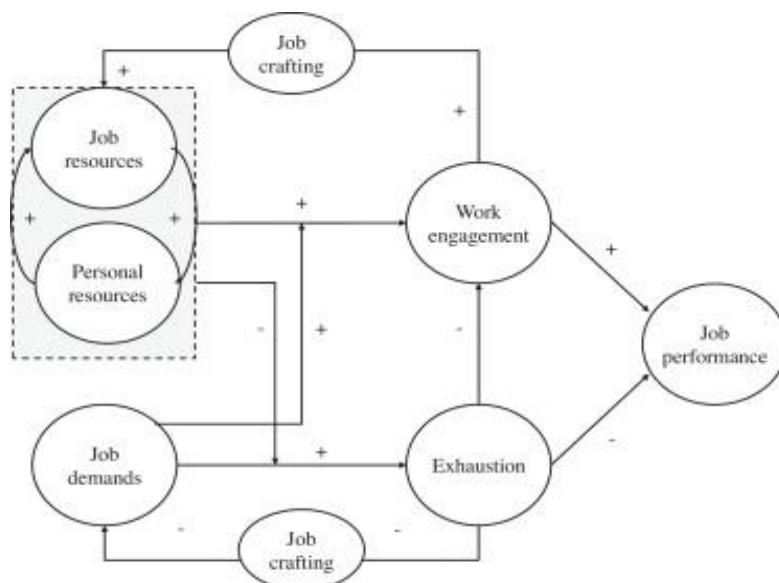 Job
crafting
+
+
Job
resources
+
+
+
Work
engagement
+
Personal
resources
-
+
-
Job
performance
Job
demands
+
Exhaustion
-
-
Job
crafting
-